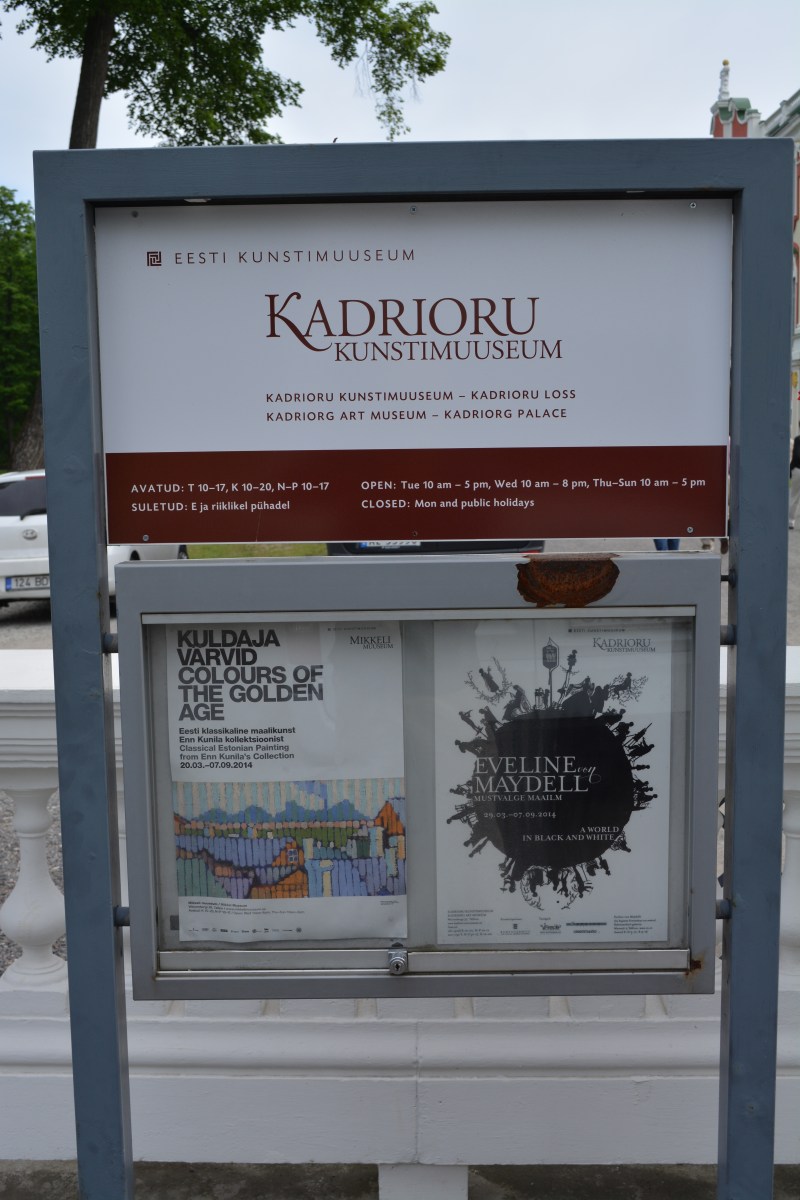 EESTI KUNSTIMUUSEUM
KADRIORU
KUNSTIMUUSEUM
KADRIORU KUNSTIMUUSEUM – KADRIORU LOSS
KADRIORG ART MUSEUM – KADRIORG PALACE
AVATUD: T 10–17, K 10–20, N–P 10–17
SULETUD: E ja riiklikel pühadel
OPEN: Tue 10 am – 5 pm, Wed 10 am – 8 pm, Thu–Sun 10 am – 5 pm
CLOSED: Mon and public holidays
124 BD
KULDAJA
VARVID
COLOURS OF
THE GOLDEN
AGE
MIKKELI
MUUSEUM
Eesti klassikaline maalikunst
Enn Kunila kollektsioonist
Classical Estonian Painting
from Enn Kunila's Collection
20.03.–07.09.2014
KADRIORU
KUNSTIMUUSEUM
EVELINE von
MAYDELL
MUSTVALGE MAAILM
29.03.–07.09.2014
A WORLD
IN BLACK AND WHITE